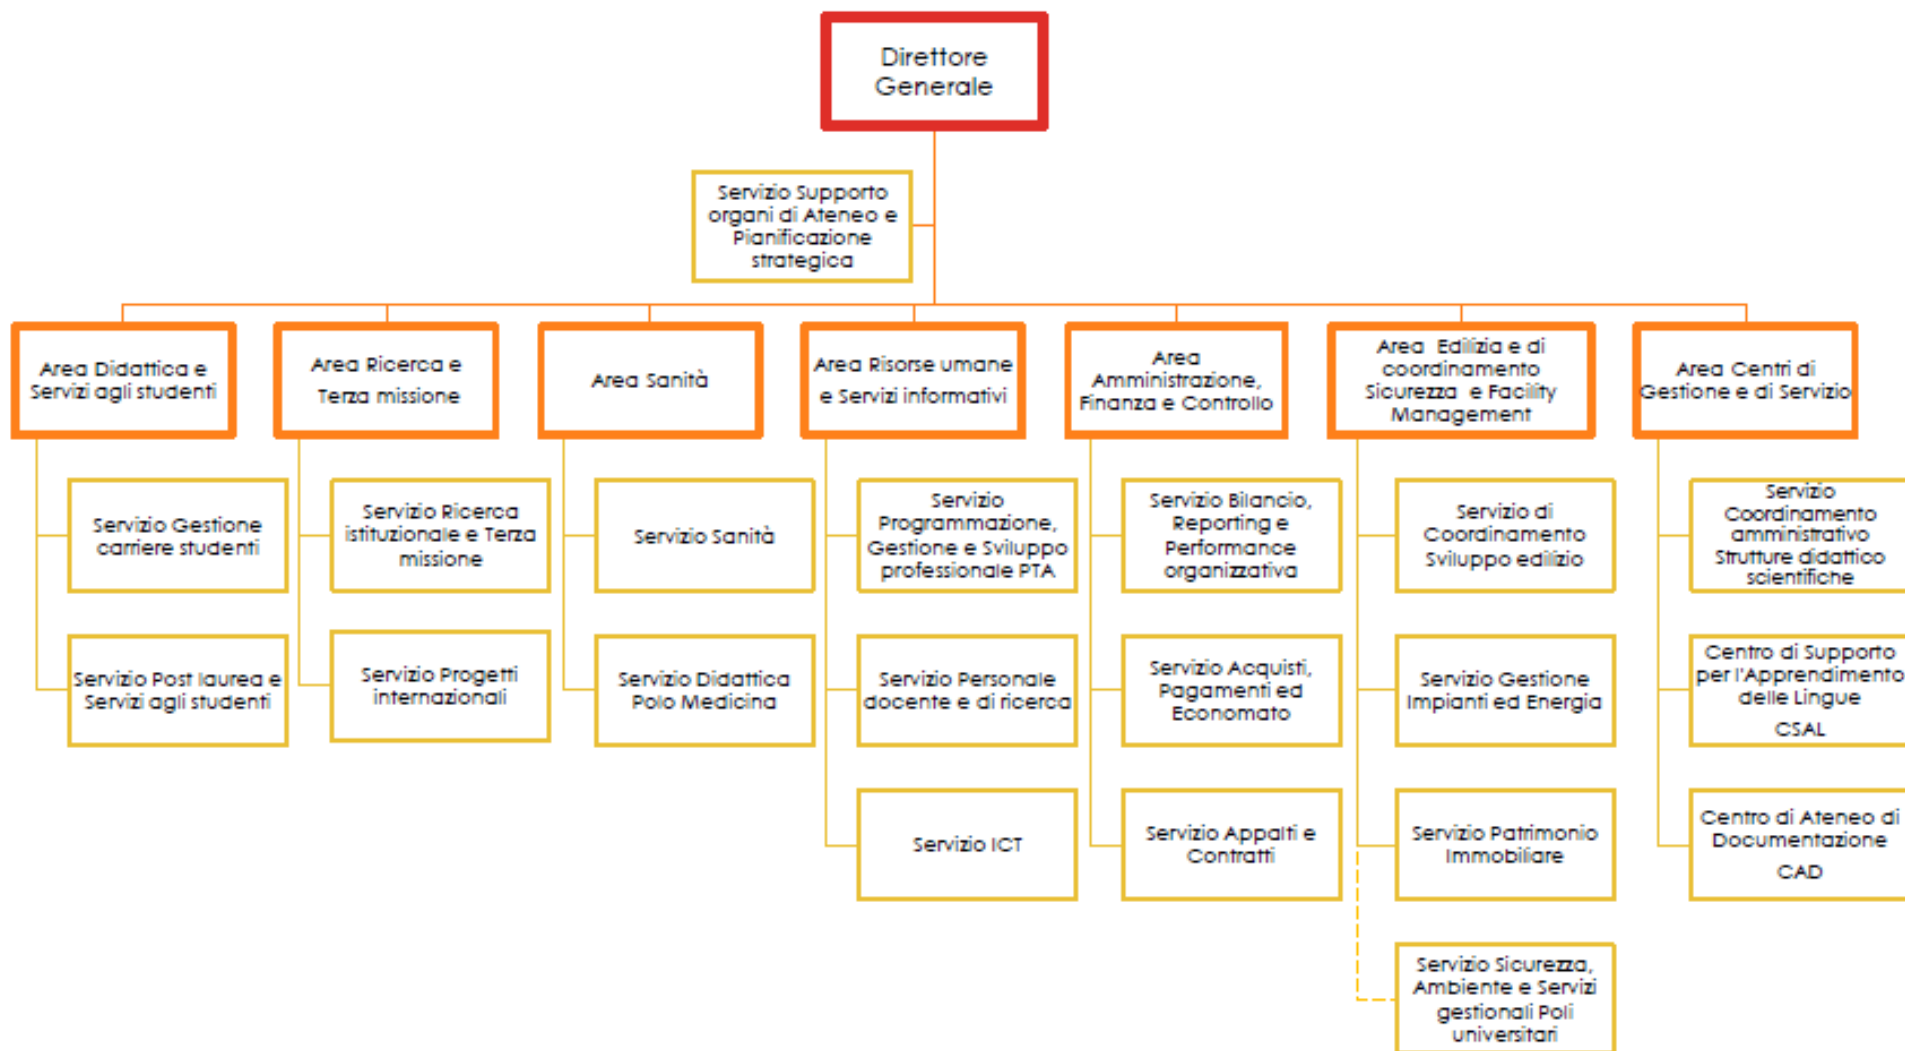 Direttore
Generale
Servizio Supporto
organi di Ateneo e
Pianificazione
strategica
Area Didattica e
Servizi agli studenti
Area Ricerca e
Terza missione
Area Sanità
Area Risorse umane
e Servizi informativi
Area
Amministrazione,
Finanza e Controllo
Area Edilizia e di
coordinamento
Sicurezza e Facility
Management
Area Centri di
Gestione e di Servizio
Servizio Gestione
carriere studenti
Servizio Ricerca
istituzionale e Terza
missione
Servizio Sanità
Servizio
Programmazione,
Gestione e Sviluppo
professionale PTA
Servizio Bilancio,
Reporting e
Performance
organizzativa
Servizio di
Coordinamento
Sviluppo edilizio
Servizio
Coordinamento
amministrativo
Strutture didattico
scientifiche
Servizio Post laurea e
Servizi agli studenti
Servizio Progetti
internazionali
Servizio Didattica
Polo Medicina
Servizio Personale
docente e di ricerca
Servizio Acquisti,
Pagamenti ed
Economato
Servizio Gestione
Impianti ed Energia
Centro di Supporto
per l'Apprendimento
delle Lingue
CSAL
Servizio ICT
Servizio Appalti e
Contratti
Servizio Patrimonio
Immobiliare
Centro di Ateneo di
Documentazione
CAD
Servizio Sicurezza,
Ambiente e Servizi
gestionali Poli
universitari